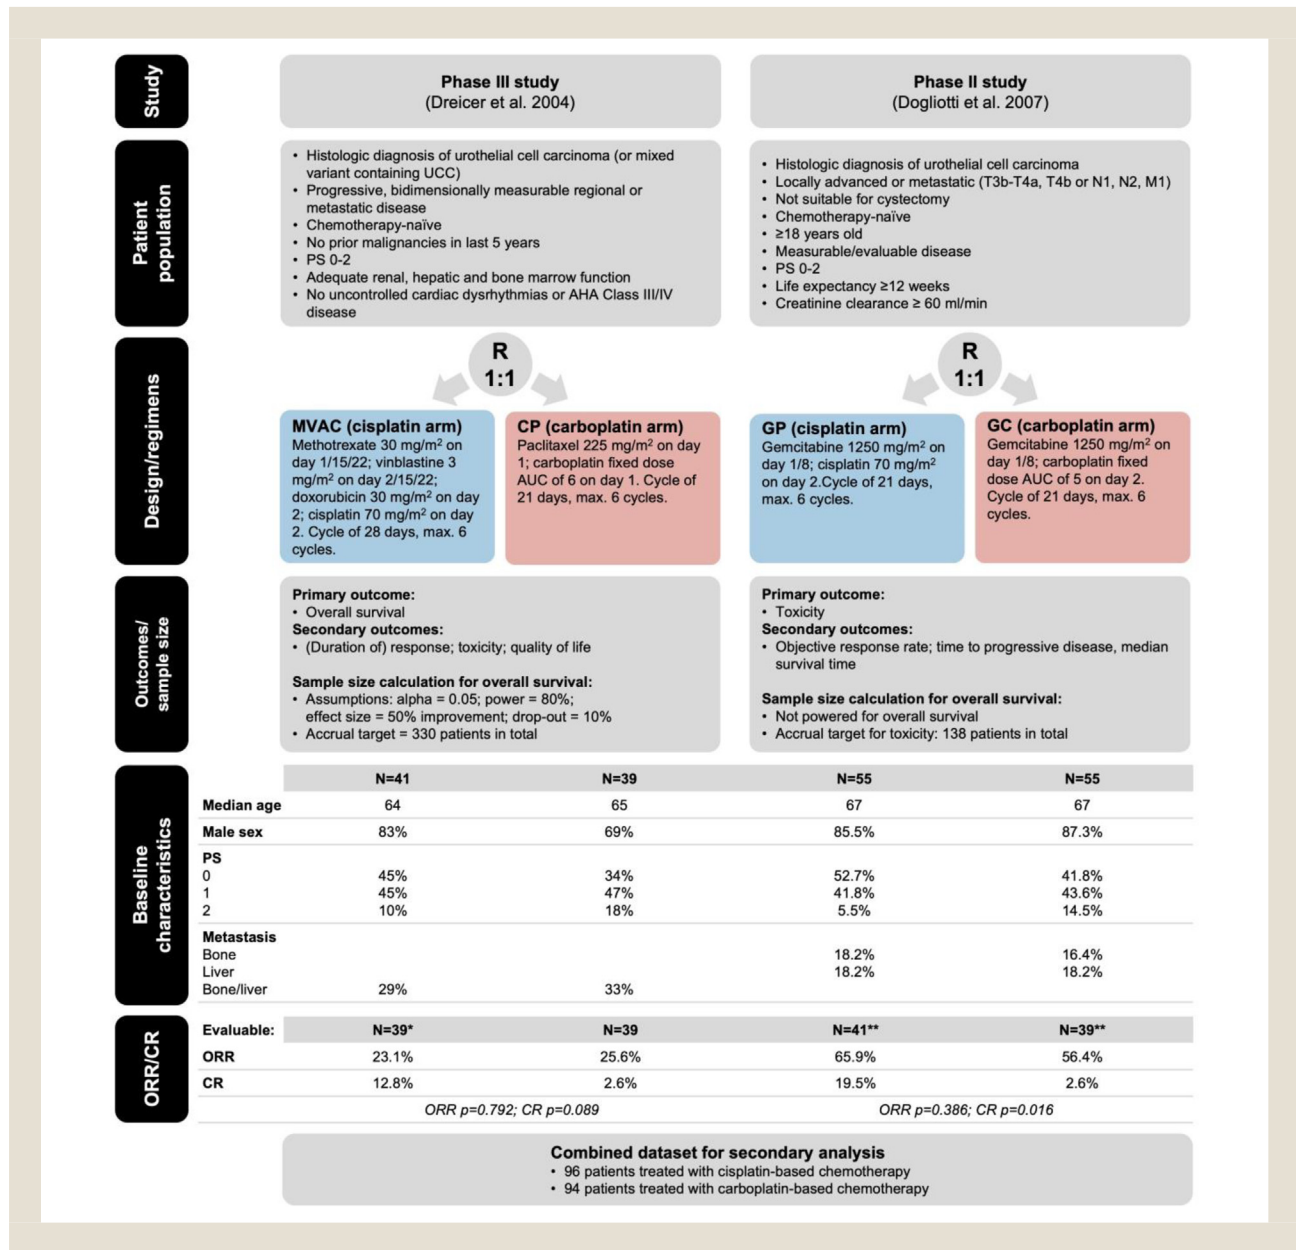 Study
Phase III study
(Dreicer et al. 2004)
Phase II study
(Dogliotti et al. 2007)
Patient
population
• Histologic diagnosis of urothelial cell carcinoma (or mixed
variant containing UCC)
• Progressive, bidimensionally measurable regional or
metastatic disease
• Chemotherapy-naïve
• No prior malignancies in last 5 years
• PS 0-2
• Adequate renal, hepatic and bone marrow function
• No uncontrolled cardiac dysrhythmias or AHA Class III/IV
disease
• Histologic diagnosis of urothelial cell carcinoma
• Locally advanced or metastatic (T3b-T4a, T4b or N1, N2, M1)
• Not suitable for cystectomy
• Chemotherapy-naïve
• ≥18 years old
• Measurable/evaluable disease
• PS 0-2
• Life expectancy ≥12 weeks
• Creatinine clearance ≥ 60 ml/min
Design/regimens
R
1:1
R
1:1
MVAC (cisplatin arm)
Methotrexate 30 mg/m² on
day 1/15/22; vinblastine 3
mg/m² on day 2/15/22;
doxorubicin 30 mg/m² on day
2; cisplatin 70 mg/m² on day
2. Cycle of 28 days, max. 6
cycles.
CP (carboplatin arm)
Paclitaxel 225 mg/m² on day
1; carboplatin fixed dose
AUC of 6 on day 1. Cycle of
21 days, max. 6 cycles.
GP (cisplatin arm)
Gemcitabine 1250 mg/m² on
day 1/8; cisplatin 70 mg/m²
on day 2.Cycle of 21 days,
max. 6 cycles.
GC (carboplatin arm)
Gemcitabine 1250 mg/m² on
day 1/8; carboplatin fixed
dose AUC of 5 on day 2.
Cycle of 21 days, max. 6
cycles.
Outcomes/
sample size
Primary outcome:
• Overall survival
Secondary outcomes:
• (Duration of) response; toxicity; quality of life
Sample size calculation for overall survival:
• Assumptions: alpha = 0.05; power = 80%;
effect size = 50% improvement; drop-out = 10%
• Accrual target = 330 patients in total
Primary outcome:
• Toxicity
Secondary outcomes:
• Objective response rate; time to progressive disease, median
survival time
Sample size calculation for overall survival:
• Not powered for overall survival
• Accrual target for toxicity: 138 patients in total
Baseline
characteristics
N=41 N=39 N=55 N=55
Median age 64 65 67 67
Male sex 83% 69% 85.5% 87.3%
PS
0 45% 34% 52.7% 41.8%
1 45% 47% 41.8% 43.6%
2 10% 18% 5.5% 14.5%
Metastasis
Bone 18.2% 16.4%
Liver 18.2% 18.2%
Bone/liver 29% 33%
ORR/CR
Evaluable: N=39* N=39 N=41** N=39**
ORR 23.1% 25.6% 65.9% 56.4%
CR 12.8% 2.6% 19.5% 2.6%
ORR p=0.792; CR p=0.089 ORR p=0.386; CR p=0.016
Combined dataset for secondary analysis
• 96 patients treated with cisplatin-based chemotherapy
• 94 patients treated with carboplatin-based chemotherapy